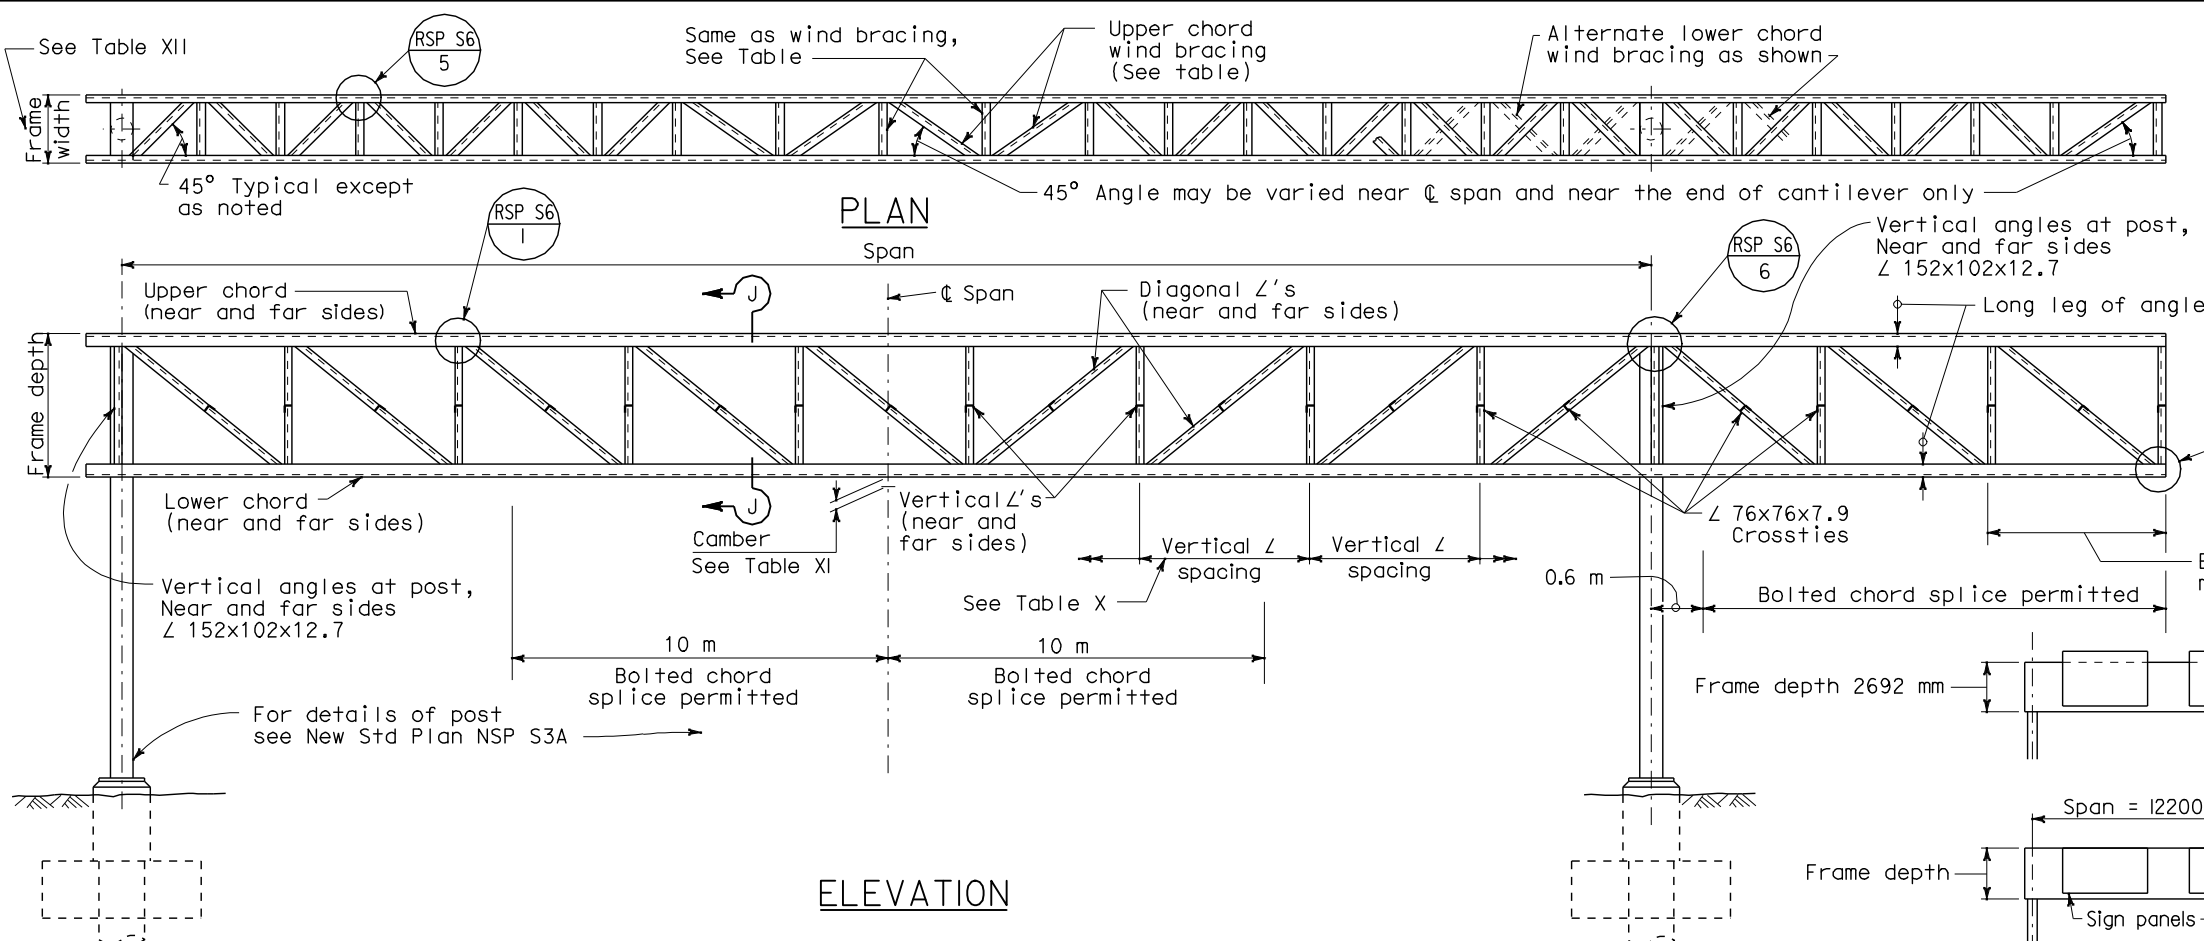 See Table XII
RSP S6
5
Same as wind bracing,
See Table
Upper chord
wind bracing
(See table)
Alternate lower chord
wind bracing as shown
Frame
width
45° Typical except
as noted
RSP S6
1
PLAN
45° Angle may be varied near ℄ span and near the end of cantilever only
Span
RSP S6
6
Vertical angles at post,
Near and far sides
∠ 152x102x12.7
Upper chord
(near and far sides)
J
℄ Span
Diagonal ∠'s
(near and far sides)
Long leg of angle
Frame depth
Lower chord
(near and far sides)
J
Camber
See Table XI
Vertical ∠'s
(near and
far sides)
Vertical ∠
spacing
Vertical ∠
spacing
∠ 76x76x7.9
Crossties
See Table X
0.6 m
Bolted chord splice permitted
Vertical angles at post,
Near and far sides
∠ 152x102x12.7
10 m
Bolted chord
splice permitted
10 m
Bolted chord
splice permitted
Frame depth 2692 mm
For details of post
see New Std Plan NSP S3A
Span = 12200
Frame depth
Sign panels
ELEVATION